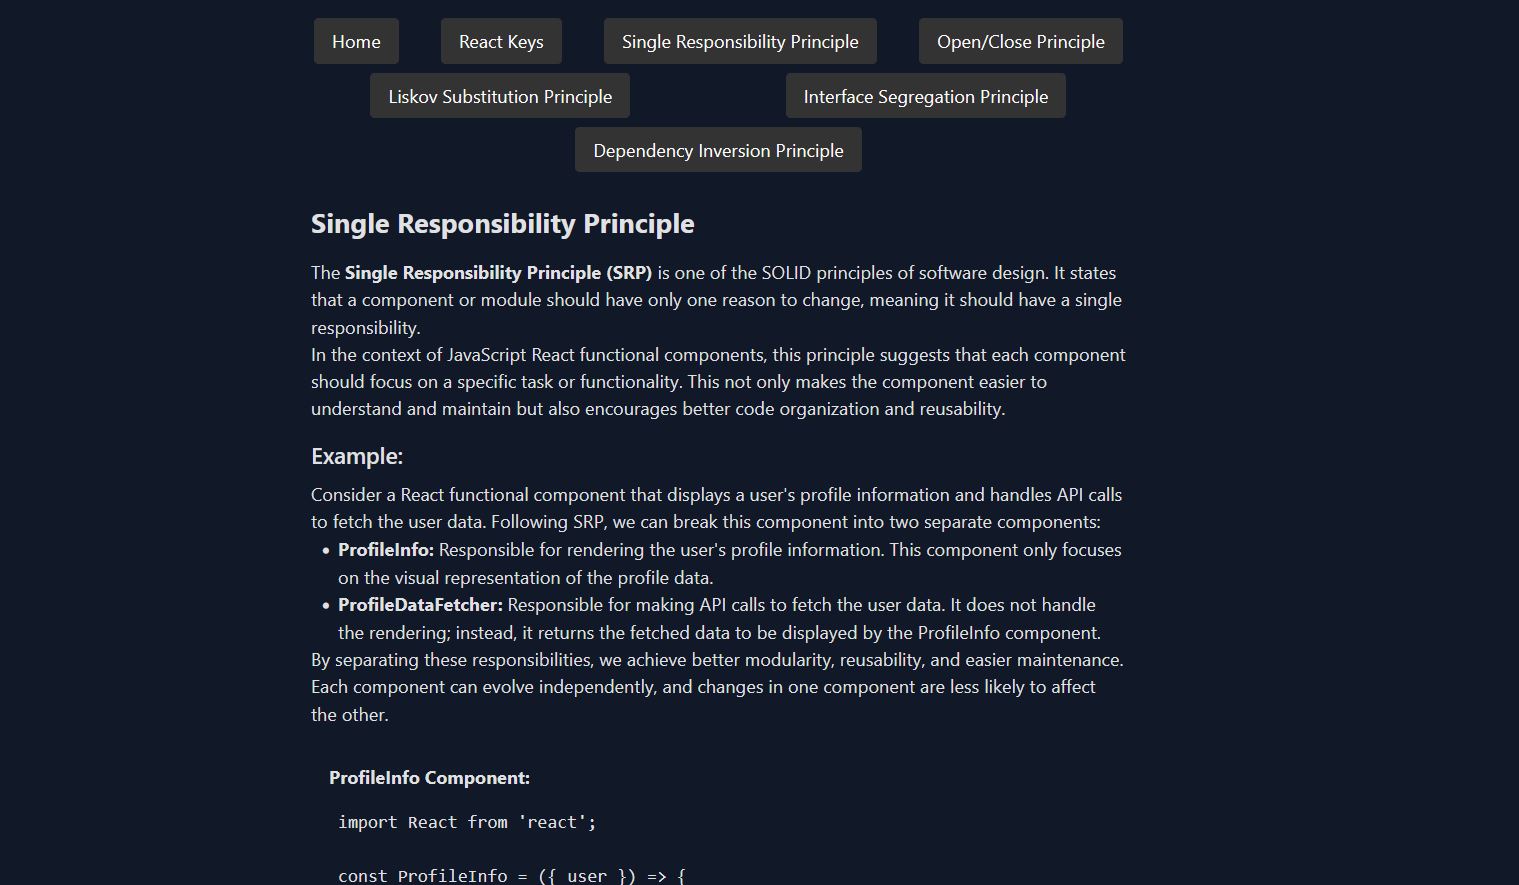 Home
React Keys
Single Responsibility Principle
Open/Close Principle
Liskov Substitution Principle
Interface Segregation Principle
Dependency Inversion Principle
Single Responsibility Principle
The Single Responsibility Principle (SRP) is one of the SOLID principles of software design. It states
that a component or module should have only one reason to change, meaning it should have a single
responsibility.
In the context of JavaScript React functional components, this principle suggests that each component
should focus on a specific task or functionality. This not only makes the component easier to
understand and maintain but also encourages better code organization and reusability.
Example:
Consider a React functional component that displays a user's profile information and handles API calls
to fetch the user data. Following SRP, we can break this component into two separate components:
• ProfileInfo: Responsible for rendering the user's profile information. This component only focuses
on the visual representation of the profile data.
• ProfileDataFetcher: Responsible for making API calls to fetch the user data. It does not handle
the rendering; instead, it returns the fetched data to be displayed by the ProfileInfo component.
By separating these responsibilities, we achieve better modularity, reusability, and easier maintenance.
Each component can evolve independently, and changes in one component are less likely to affect
the other.
ProfileInfo Component:
import React from 'react';
const ProfileInfo = ({ user }) => {